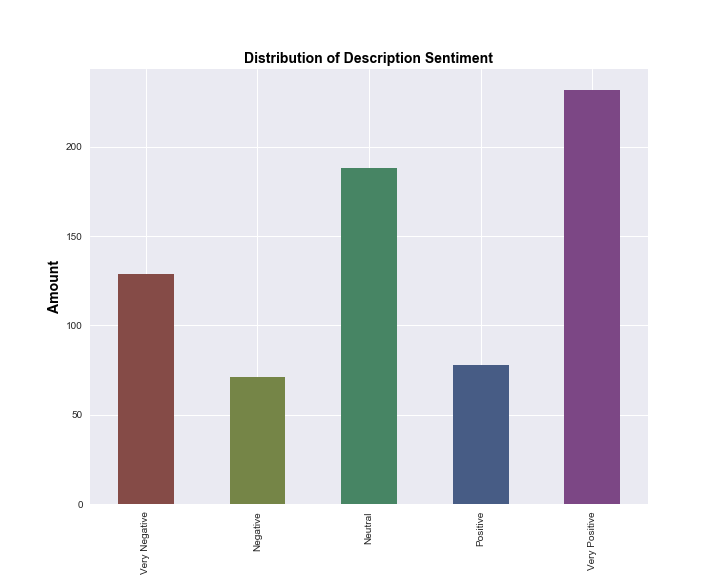 Distribution of Description Sentiment
Amount
200
150
100
50
0
Very Negative
Negative
Neutral
Positive
Very Positive